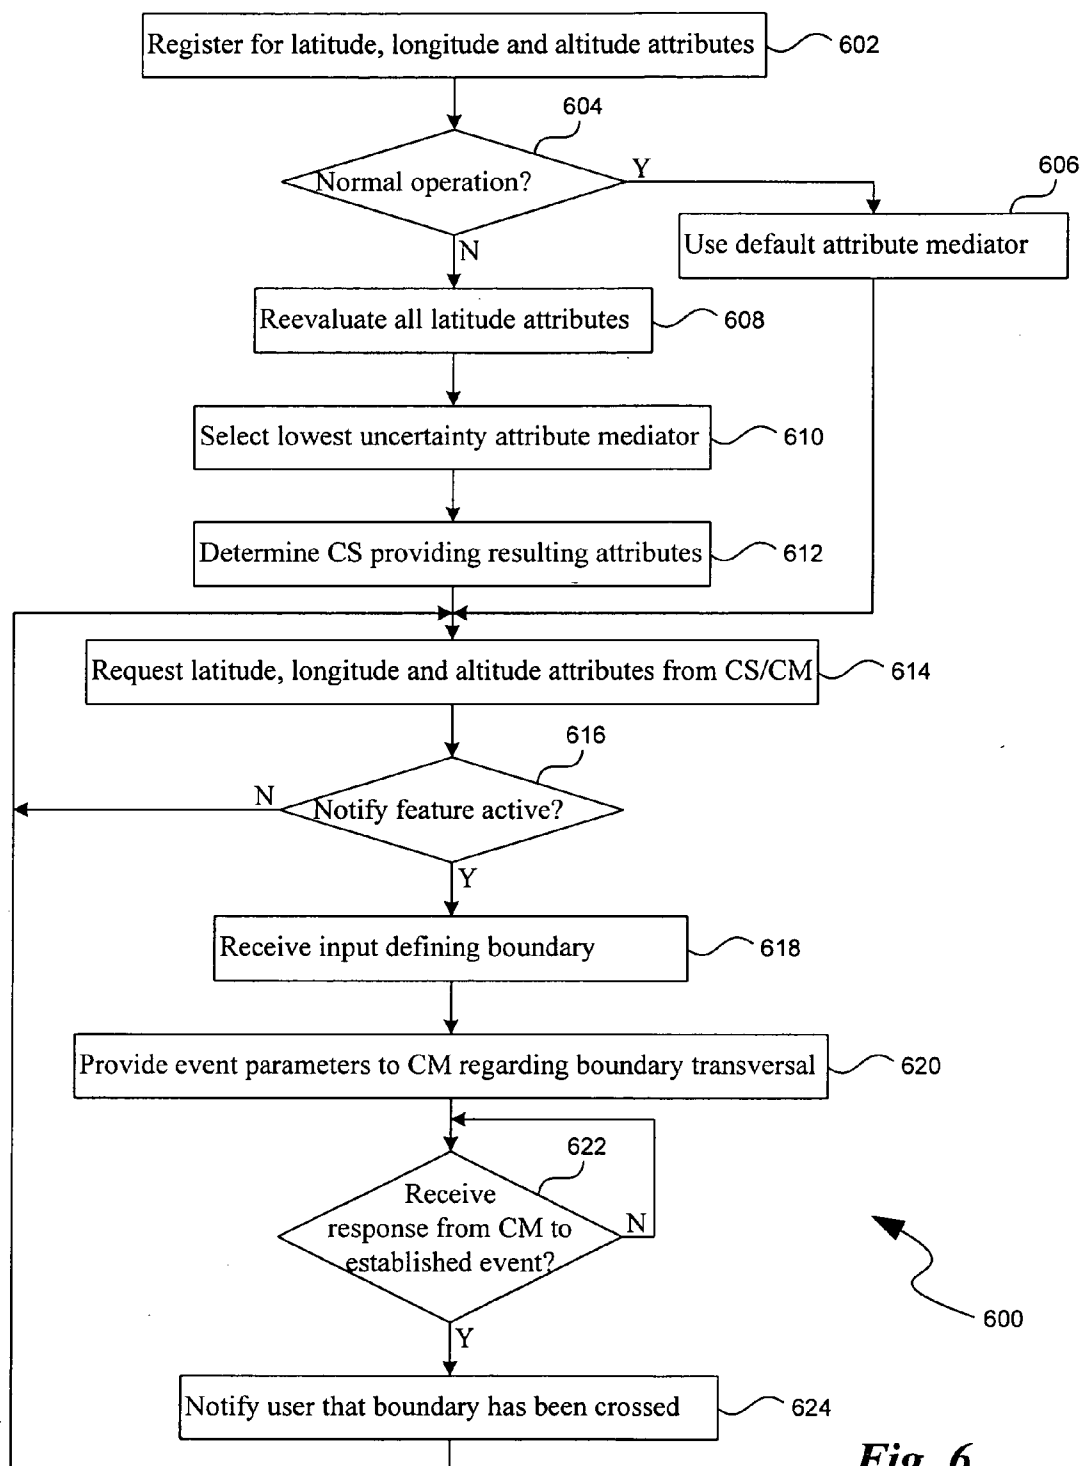 Register for latitude, longitude and altitude attributes
602
604
Normal operation?
Y
606
Use default attribute mediator
N
Reevaluate all latitude attributes
608
Select lowest uncertainty attribute mediator
610
Determine CS providing resulting attributes
612
Request latitude, longitude and altitude attributes from CS/CM
614
616
N
Notify feature active?
Y
Receive input defining boundary
618
Provide event parameters to CM regarding boundary transversal
620
622
Receive
response from CM to
established event?
N
600
Y
Notify user that boundary has been crossed
624
Fig. 6